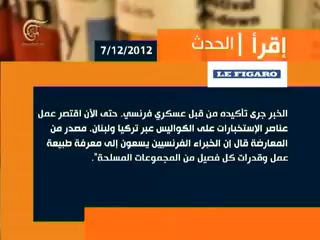 الميادين
7/12/2012
إقرأ | الحدث
LE FIGARO
الخبر جرى تأكيده من قبل عسكري فرنسي. حتى الأن اقتصر عمل
عناصر الإستخبارات على الكواليس عبر تركيا ولبنان. مصدر من
المعارضة قال إن الخبراء الفرنسيين يسعون إلى معرفة طبيعة
عمل وقدرات كل فصيل من المجموعات المسلحة".